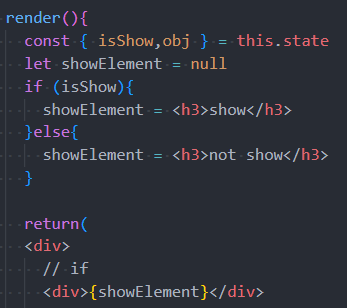 render(){
const { isShow,obj } = this.state
let showElement = null
if (isShow){
showElement = <h3>show</h3>
}else{
showElement = <h3>not show</h3>
}
return(
<div>
// if
<div>{showElement}</div>